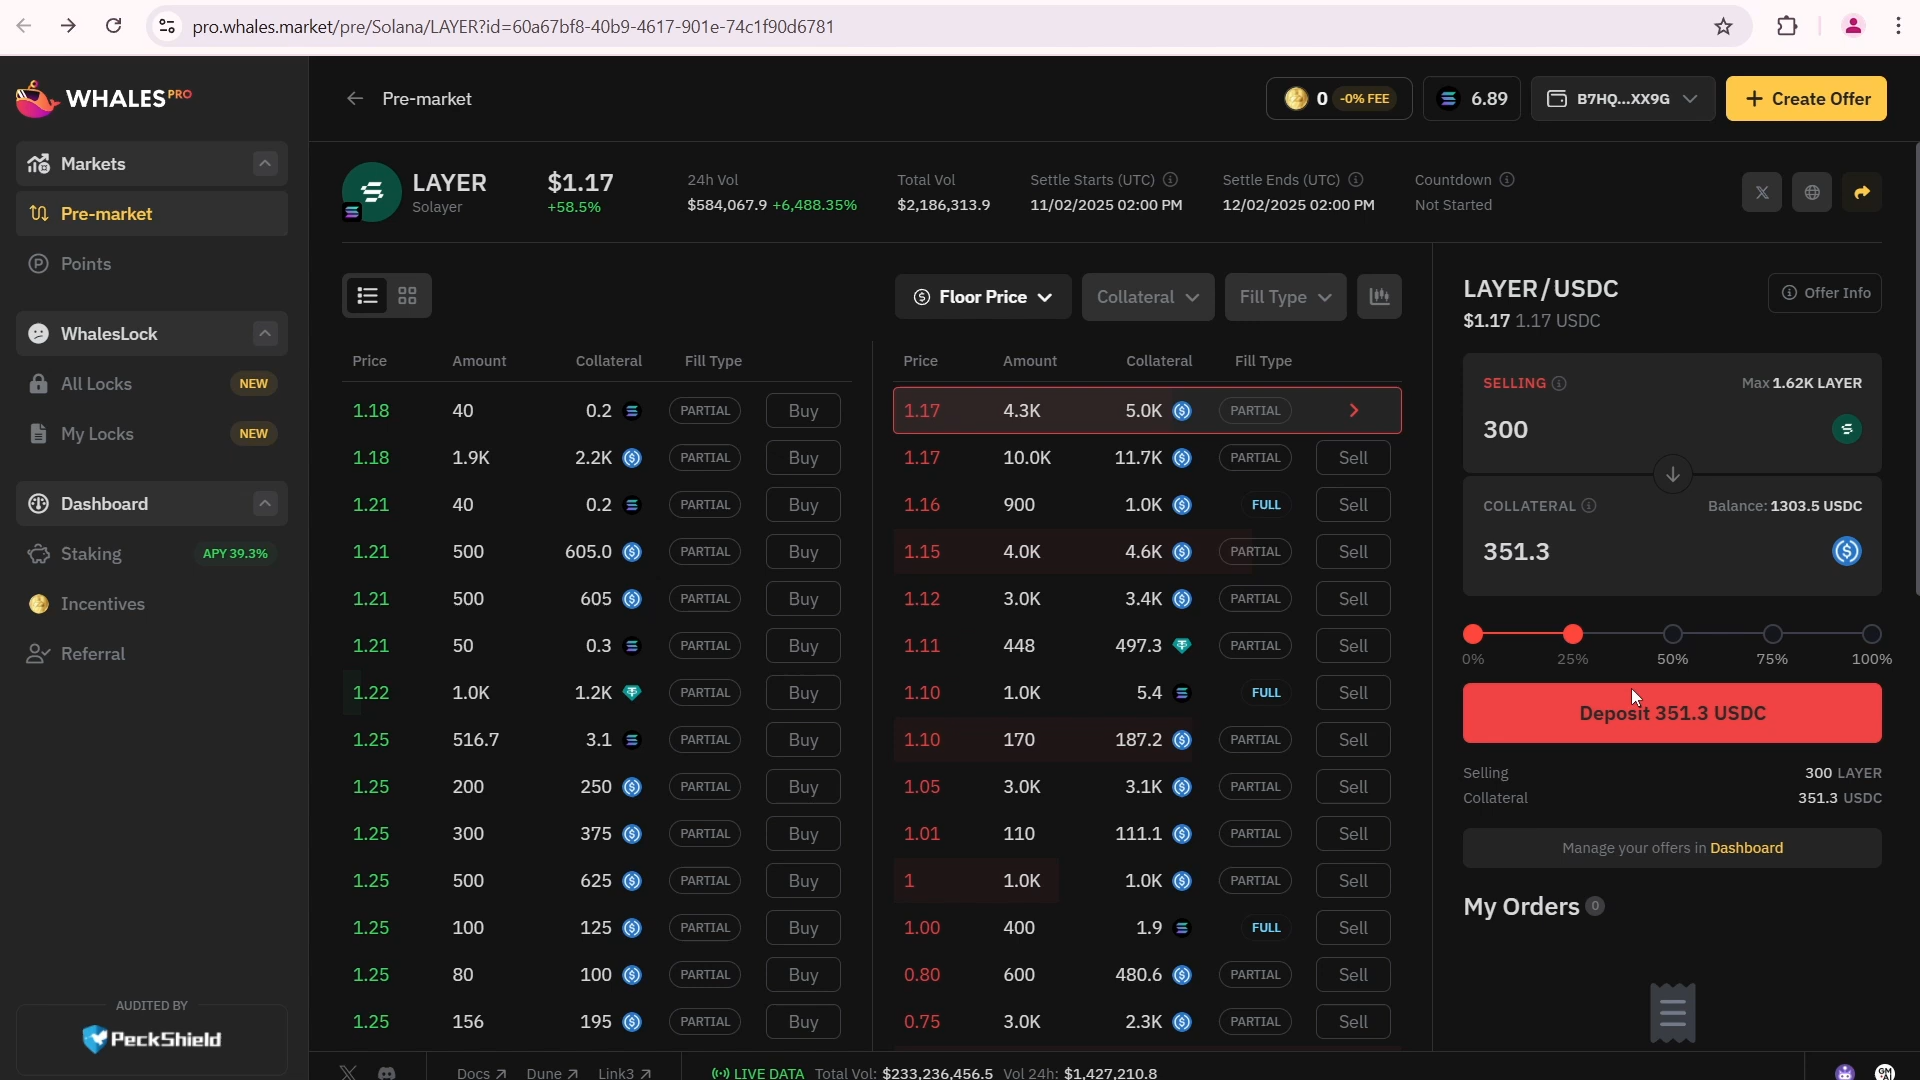 pro.whales.market/pre/Solana/LAYER?id=60a67bf8-40b9-4617-901e-74c1f90d6781
WHALES PRO
Markets
Pre-market
Points
WhalesLock
All Locks NEW
My Locks NEW
Dashboard
Staking APY 39.3%
Incentives
Referral
AUDITED BY
PeckShield
Pre-market
0 -0% FEE
6.89
B7HQ...XX9G
+ Create Offer
LAYER
Solayer
$1.17
+58.5%
24h Vol
$584,067.9 +6,488.35%
Total Vol
$2,186,313.9
Settle Starts (UTC)
11/02/2025 02:00 PM
Settle Ends (UTC)
12/02/2025 02:00 PM
Countdown
Not Started
Floor Price
Collateral
Fill Type
Price Amount Collateral Fill Type
1.18 40 0.2 PARTIAL Buy
1.18 1.9K 2.2K PARTIAL Buy
1.21 40 0.2 PARTIAL Buy
1.21 500 605.0 PARTIAL Buy
1.21 500 605 PARTIAL Buy
1.21 50 0.3 PARTIAL Buy
1.22 1.0K 1.2K PARTIAL Buy
1.25 516.7 3.1 PARTIAL Buy
1.25 200 250 PARTIAL Buy
1.25 300 375 PARTIAL Buy
1.25 500 625 PARTIAL Buy
1.25 100 125 PARTIAL Buy
1.25 80 100 PARTIAL Buy
1.25 156 195 PARTIAL Buy
Price Amount Collateral Fill Type
1.17 4.3K 5.0K PARTIAL
1.17 10.0K 11.7K PARTIAL Sell
1.16 900 1.0K FULL Sell
1.15 4.0K 4.6K PARTIAL Sell
1.12 3.0K 3.4K PARTIAL Sell
1.11 448 497.3 PARTIAL Sell
1.10 1.0K 5.4 FULL Sell
1.10 170 187.2 PARTIAL Sell
1.05 3.0K 3.1K PARTIAL Sell
1.01 110 111.1 PARTIAL Sell
1 1.0K 1.0K PARTIAL Sell
1.00 400 1.9 FULL Sell
0.80 600 480.6 PARTIAL Sell
0.75 3.0K 2.3K PARTIAL Sell
LAYER/USDC
Offer Info
$1.17 1.17 USDC
SELLING Max 1.62K LAYER
300
COLLATERAL Balance: 1303.5 USDC
351.3
0% 25% 50% 75% 100%
Deposit 351.3 USDC
Selling 300 LAYER
Collateral 351.3 USDC
Manage your offers in Dashboard
My Orders 0
Docs Dune Link3 LIVE DATA Total Vol: $233,236,456.5 Vol 24h: $1,427,210.8
GM